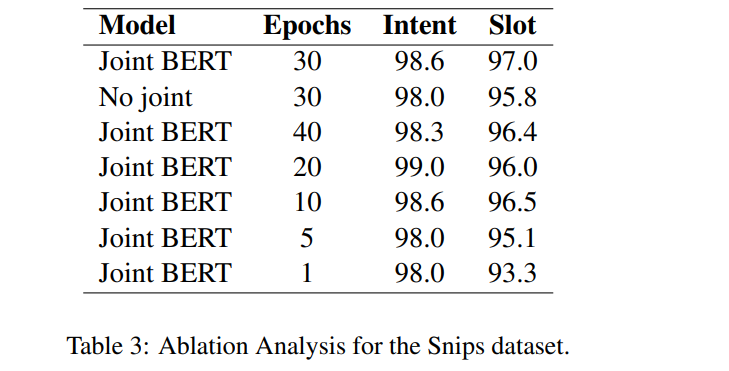 Model Epochs Intent Slot
Joint BERT 30 98.6 97.0
No joint 30 98.0 95.8
Joint BERT 40 98.3 96.4
Joint BERT 20 99.0 96.0
Joint BERT 10 98.6 96.5
Joint BERT 5 98.0 95.1
Joint BERT 1 98.0 93.3
Table 3: Ablation Analysis for the Snips dataset.